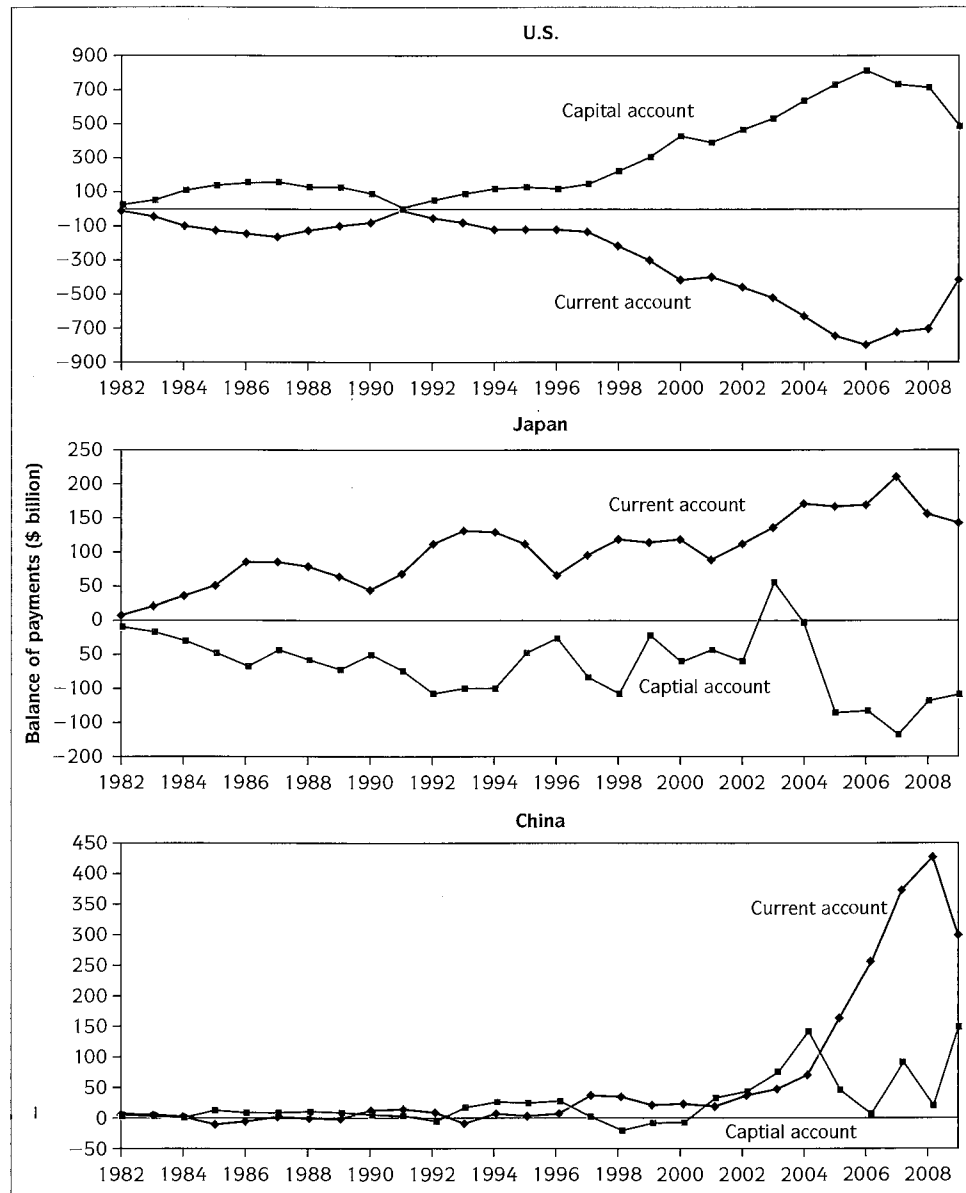 U.S.
900
700
500
300
100
−100
−300
−500
−700
−900
Capital account
Current account
1982 1984 1986 1988 1990 1992 1994 1996 1998 2000 2002 2004 2006 2008
Balance of payments ($ billion)
Japan
250
200
150
100
50
0
50
−100
−100
−200
Current account
Captial account
1982 1984 1986 1988 1990 1992 1994 1996 1998 2000 2002 2004 2006 2008
China
450
400
350
300
250
200
150
100
50
0
−50
Current account
Captial account
1982 1984 1986 1988 1990 1992 1994 1996 1998 2000 2002 2004 2006 2008